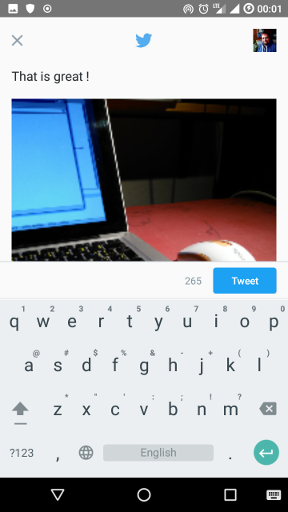 LTE 00:01
That is great !
265 Tweet
1 2 3 4 5 6 7 8 9 0
q w e r t y u i o p
@ # $ % & - + ( )
a s d f g h j k l
* " ' : ; ! ?
z x c v b n m
?123 , English .